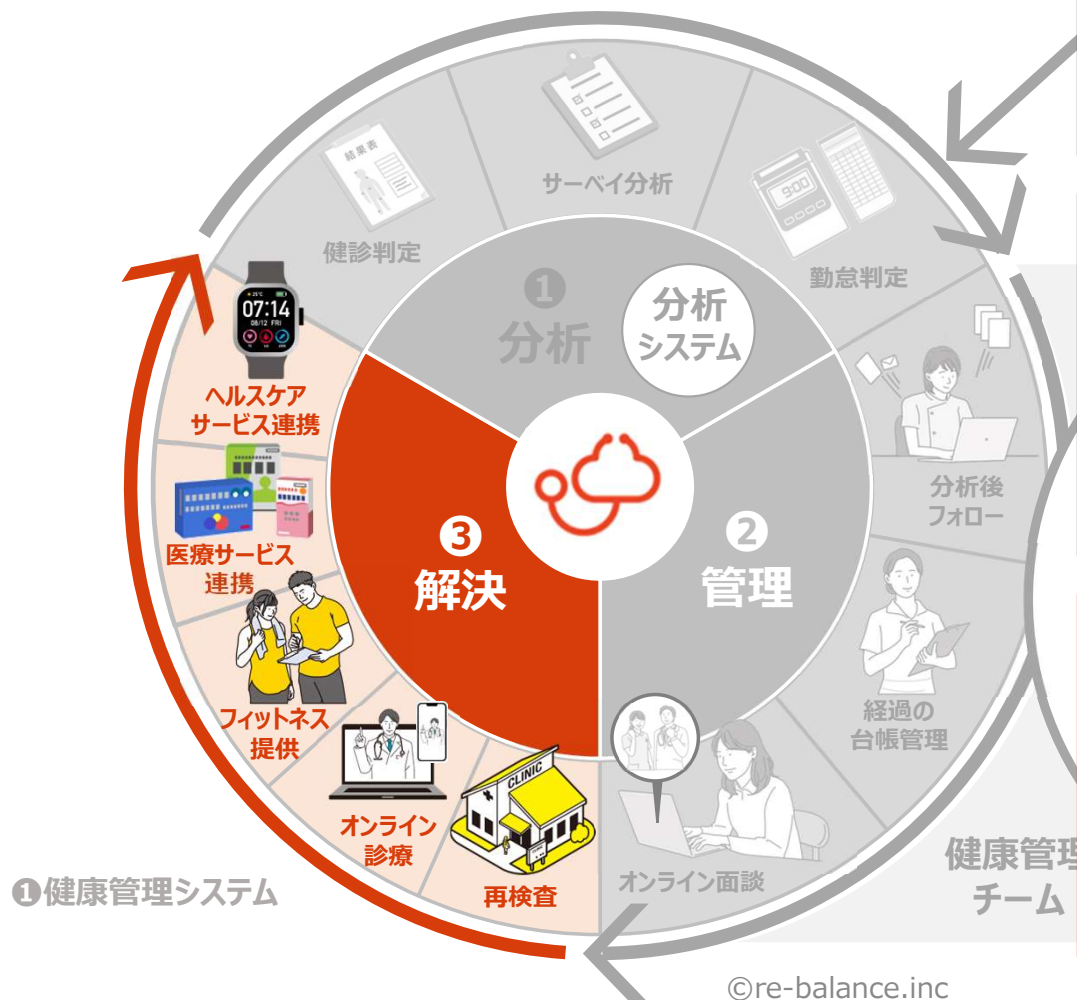 結果表
健診判定
サーベイ分析
9:00
勤怠判定
❶
分析
分析
システム
25℃
07:14
08/12 FRI
ヘルスケア
サービス連携
医療サービス
連携
フィットネス
提供
オンライン
診療
CLINIC
再検査
❸
解決
❷
管理
分析後
フォロー
経過の
台帳管理
オンライン面談
健康管理
チーム
❶健康管理システム
©re-balance.inc